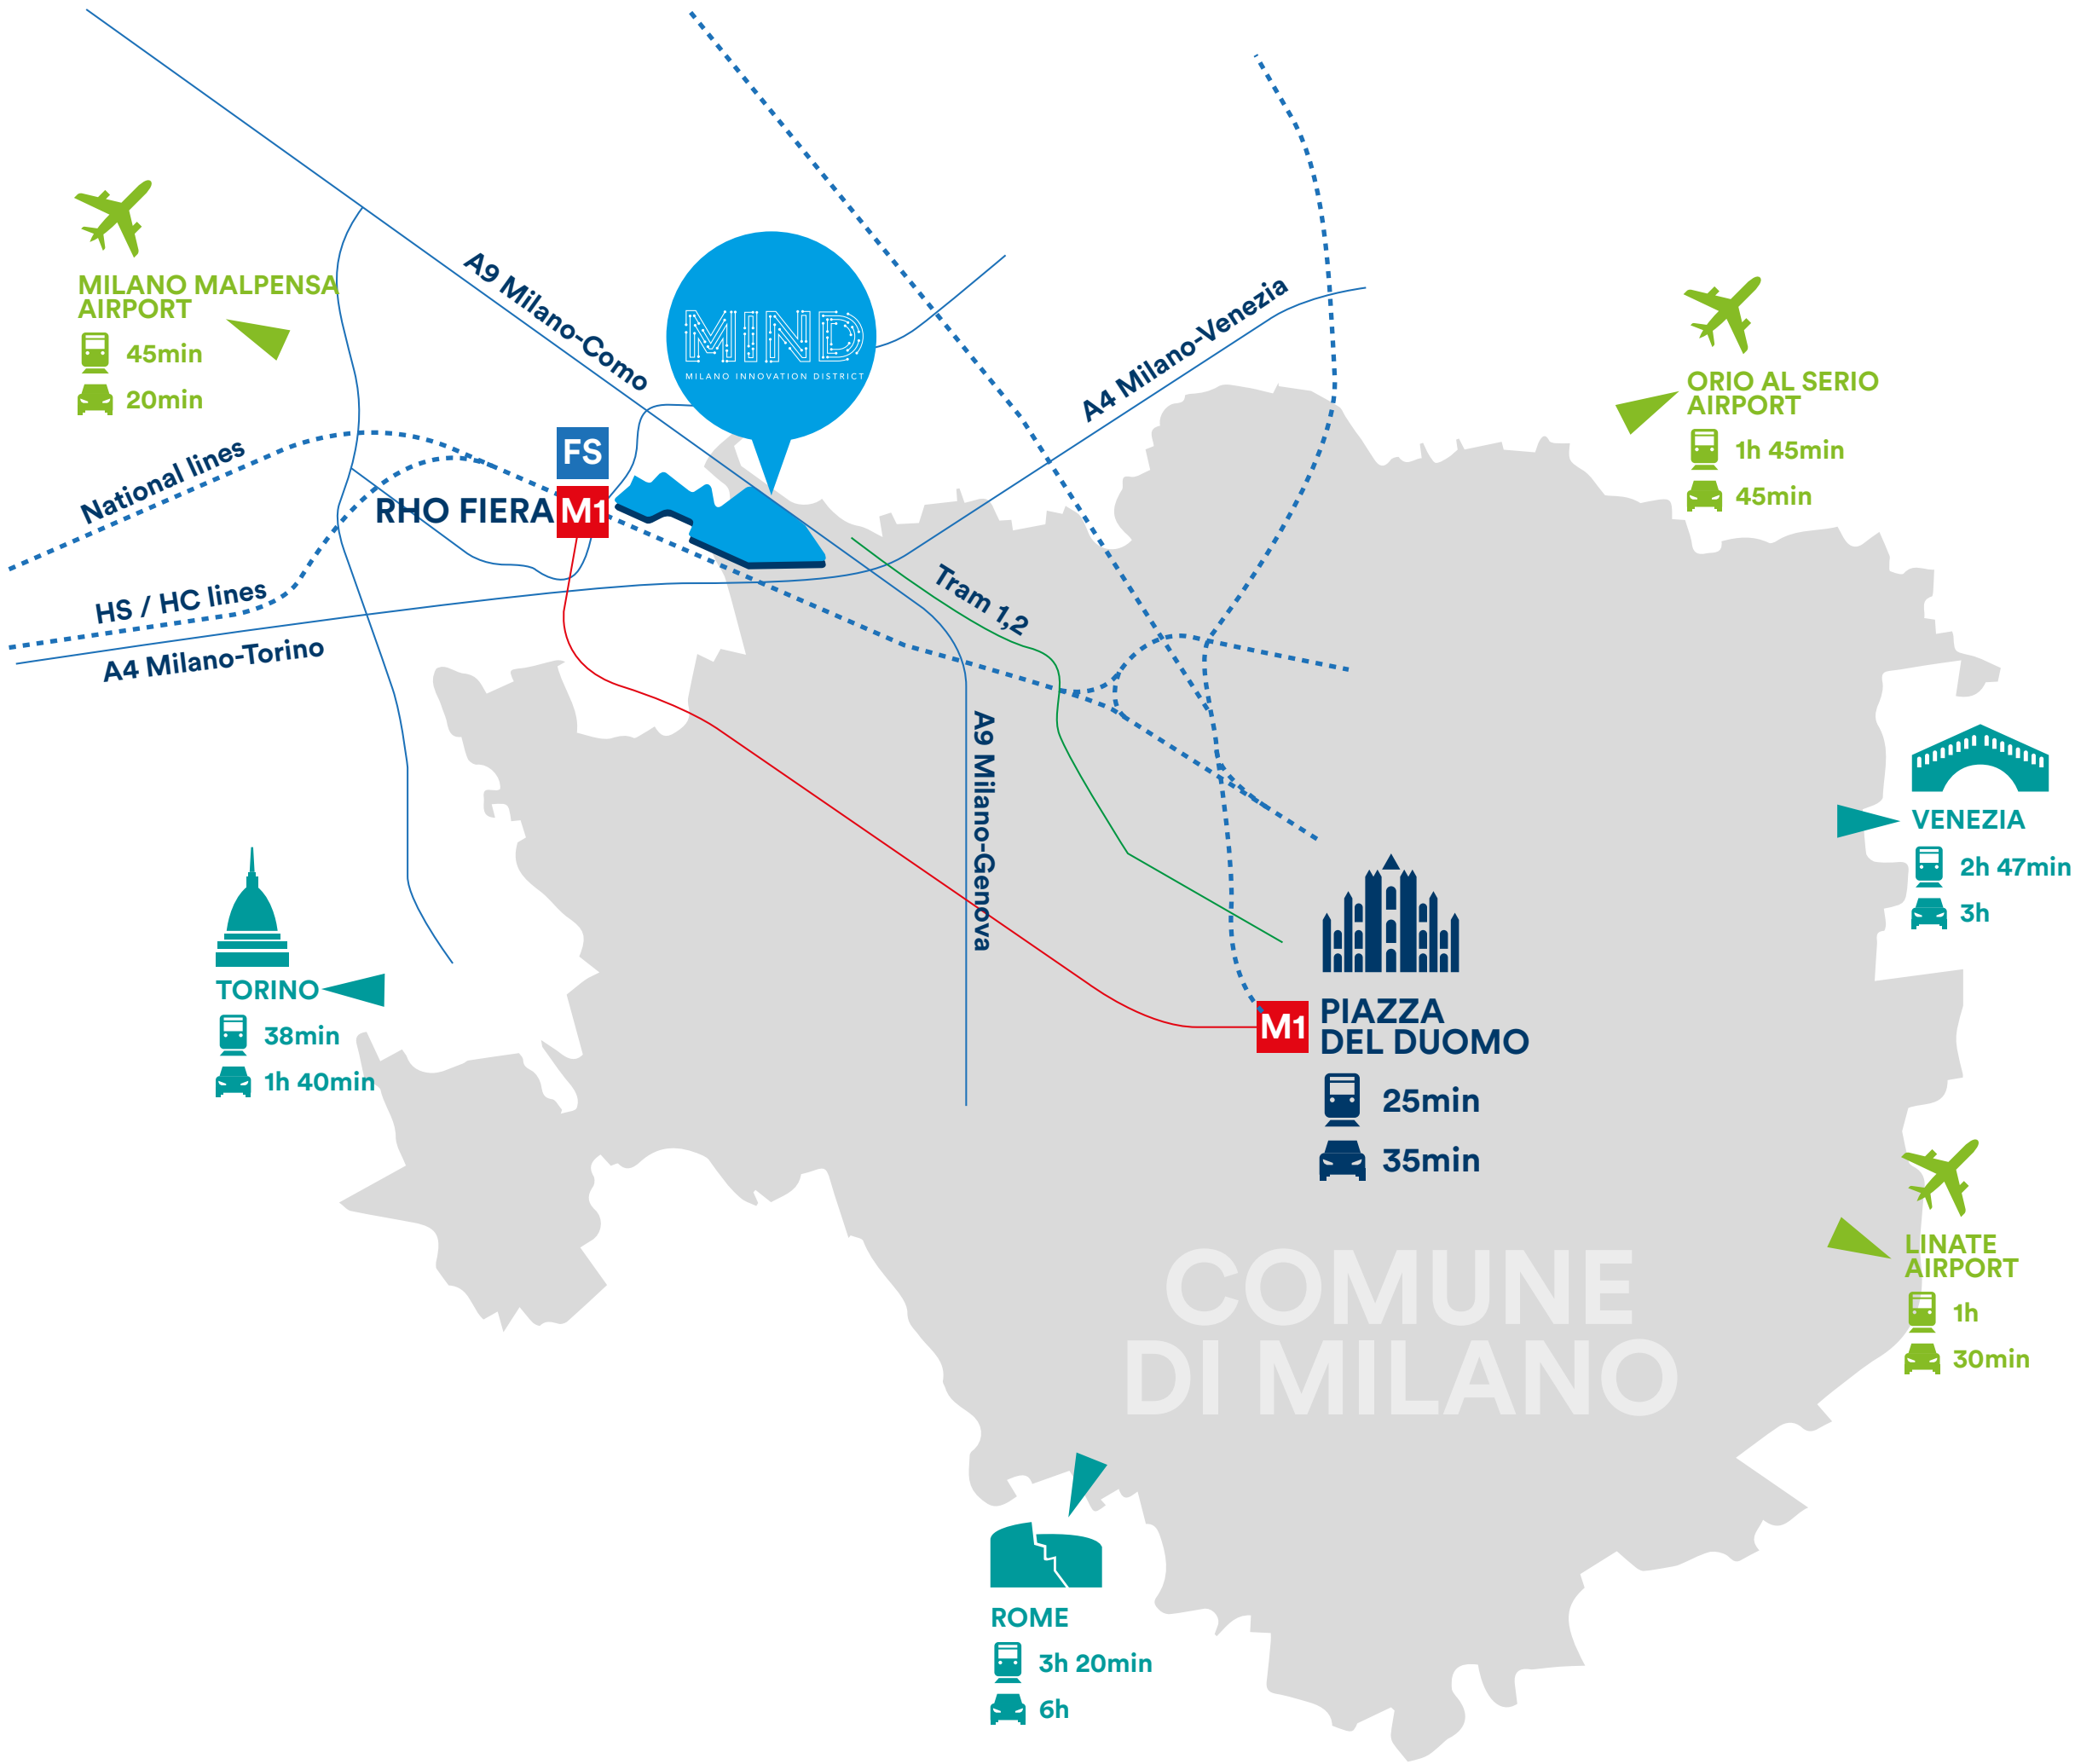 A9 Milano-Como
MIND
MILANO INNOVATION DISTRICT
A4 Milano-Venezia
MILANO MALPENSA
AIRPORT
45min
20min
ORIO AL SERIO
AIRPORT
1h 45min
45min
National lines
FS
RHO FIERA
M1
HS / HC lines
A4 Milano-Torino
Tram 1,2
A9 Milano-Genova
VENEZIA
2h 47min
3h
TORINO
38min
1h 40min
M1
PIAZZA
DEL DUOMO
25min
35min
LINATE
AIRPORT
1h
30min
COMUNE
DI MILANO
ROME
3h 20min
6h